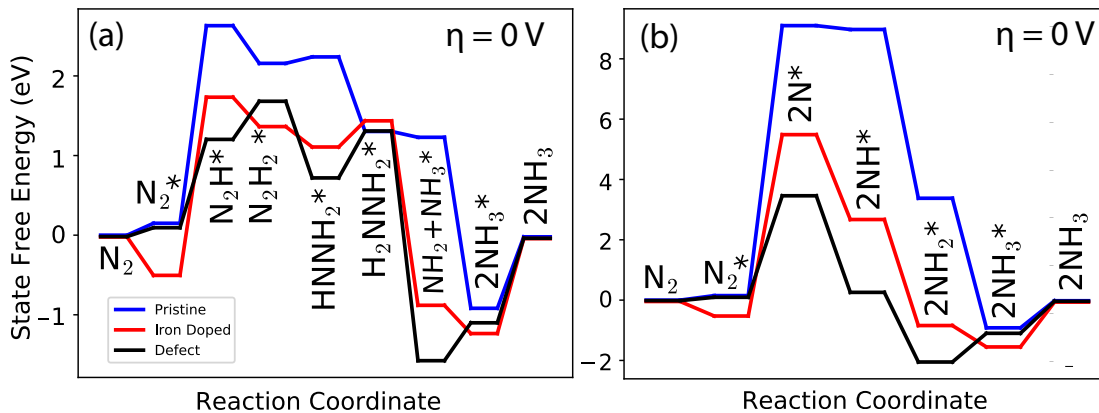 (a)
η = 0 V
State Free Energy (eV)
2
1
0
−1
N₂
N₂*
N₂H*
N₂H₂*
HNNH₂*
H₂NNH₂*
NH₂+NH₃*
2NH₃*
2NH₃
Pristine
Iron Doped
Defect
Reaction Coordinate
(b)
η = 0 V
8
6
4
2
0
−2
N₂
N₂*
2N*
2NH*
2NH₂*
2NH₃*
2NH₃
Reaction Coordinate